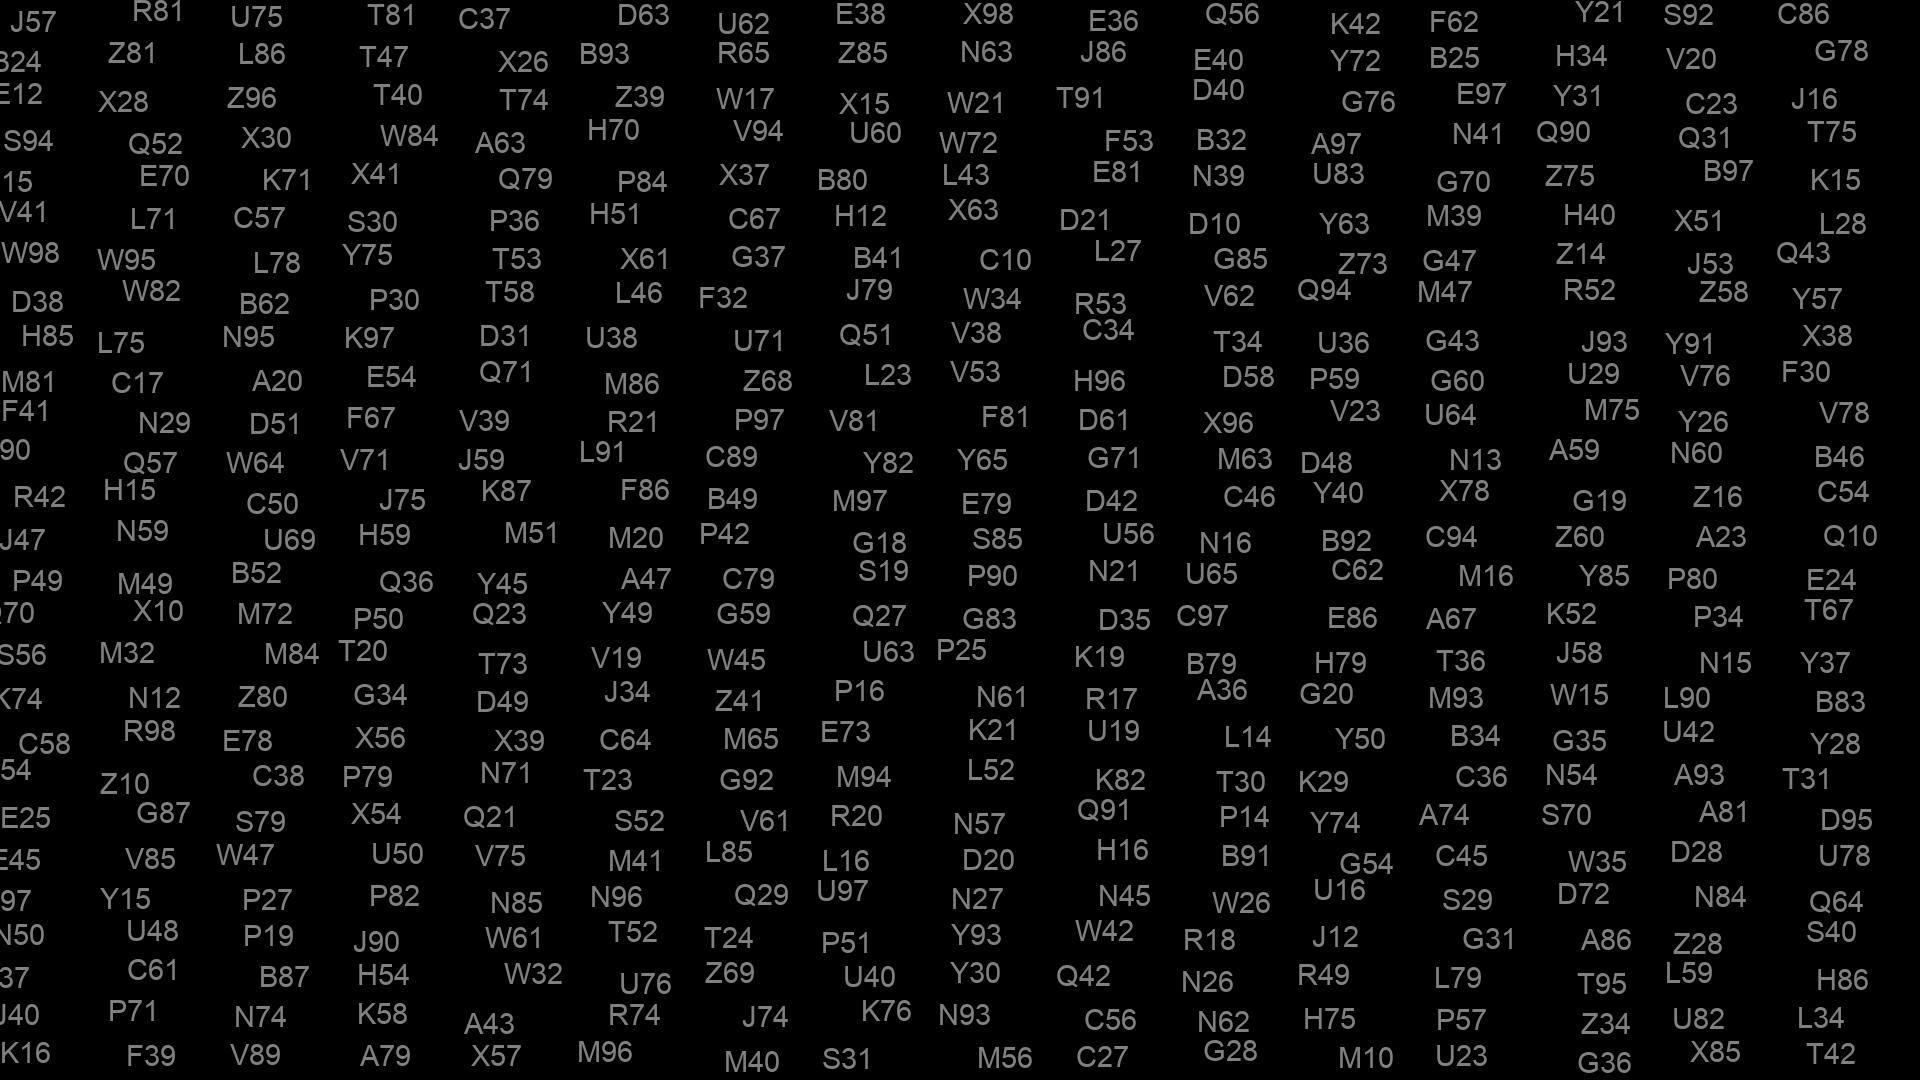 J57 R81 U75 T81 C37 D63 U62 E38 X98 E36 Q56 K42 F62 Y21 S92 C86
B24 Z81 L86 T47 X26 B93 R65 Z85 N63 J86 E40 Y72 B25 H34 V20 G78
E12 X28 Z96 T40 T74 Z39 W17 X15 W21 T91 D40 G76 E97 Y31 C23 J16
S94 Q52 X30 W84 A63 H70 V94 U60 W72 F53 B32 A97 N41 Q90 Q31 T75
15 E70 K71 X41 Q79 P84 X37 B80 L43 E81 N39 U83 G70 Z75 B97 K15
V41 L71 C57 S30 P36 H51 C67 H12 X63 D21 D10 Y63 M39 H40 X51 L28
W98 W95 L78 Y75 T53 X61 G37 B41 C10 L27 G85 Z73 G47 Z14 J53 Q43
D38 W82 B62 P30 T58 L46 F32 J79 W34 R53 V62 Q94 M47 R52 Z58 Y57
H85 L75 N95 K97 D31 U38 U71 Q51 V38 C34 T34 U36 G43 J93 Y91 X38
M81 C17 A20 E54 Q71 M86 Z68 L23 V53 H96 D58 P59 G60 U29 V76 F30
F41 N29 D51 F67 V39 R21 P97 V81 F81 D61 X96 V23 U64 M75 Y26 V78
90 Q57 W64 V71 J59 L91 C89 Y82 Y65 G71 M63 D48 N13 A59 N60 B46
R42 H15 C50 J75 K87 F86 B49 M97 E79 D42 C46 Y40 X78 G19 Z16 C54
J47 N59 U69 H59 M51 M20 P42 G18 S85 U56 N16 B92 C94 Z60 A23 Q10
P49 M49 B52 Q36 Y45 A47 C79 S19 P90 N21 U65 C62 M16 Y85 P80 E24
70 X10 M72 P50 Q23 Y49 G59 Q27 G83 D35 C97 E86 A67 K52 P34 T67
S56 M32 M84 T20 T73 V19 W45 U63 P25 K19 B79 H79 T36 J58 N15 Y37
K74 N12 Z80 G34 D49 J34 Z41 P16 N61 R17 A36 G20 M93 W15 L90 B83
C58 R98 E78 X56 X39 C64 M65 E73 K21 U19 L14 Y50 B34 G35 U42 Y28
54 Z10 C38 P79 N71 T23 G92 M94 L52 K82 T30 K29 C36 N54 A93 T31
E25 G87 S79 X54 Q21 S52 V61 R20 N57 Q91 P14 Y74 A74 S70 A81 D95
E45 V85 W47 U50 V75 M41 L85 L16 D20 H16 B91 G54 C45 W35 D28 U78
97 Y15 P27 P82 N85 N96 Q29 U97 N27 N45 W26 U16 S29 D72 N84 Q64
N50 U48 P19 J90 W61 T52 T24 P51 Y93 W42 R18 J12 G31 A86 Z28 S40
37 C61 B87 H54 W32 U76 Z69 U40 Y30 Q42 N26 R49 L79 T95 L59 H86
J40 P71 N74 K58 A43 R74 J74 K76 N93 C56 N62 H75 P57 Z34 U82 L34
K16 F39 V89 A79 X57 M96 M40 S31 M56 C27 G28 M10 U23 G36 X85 T42